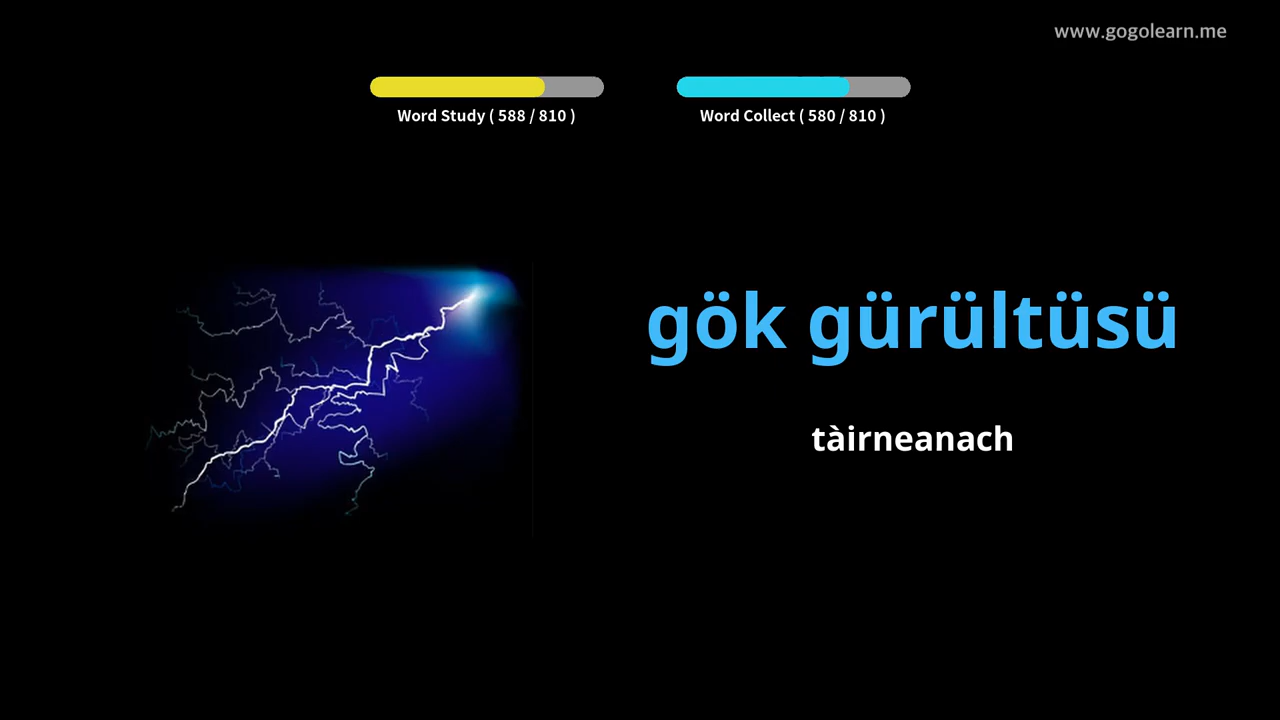 www.gogolearn.me
Word Study ( 588 / 810 )
Word Collect ( 580 / 810 )
gök gürültüsü
tàirneanach